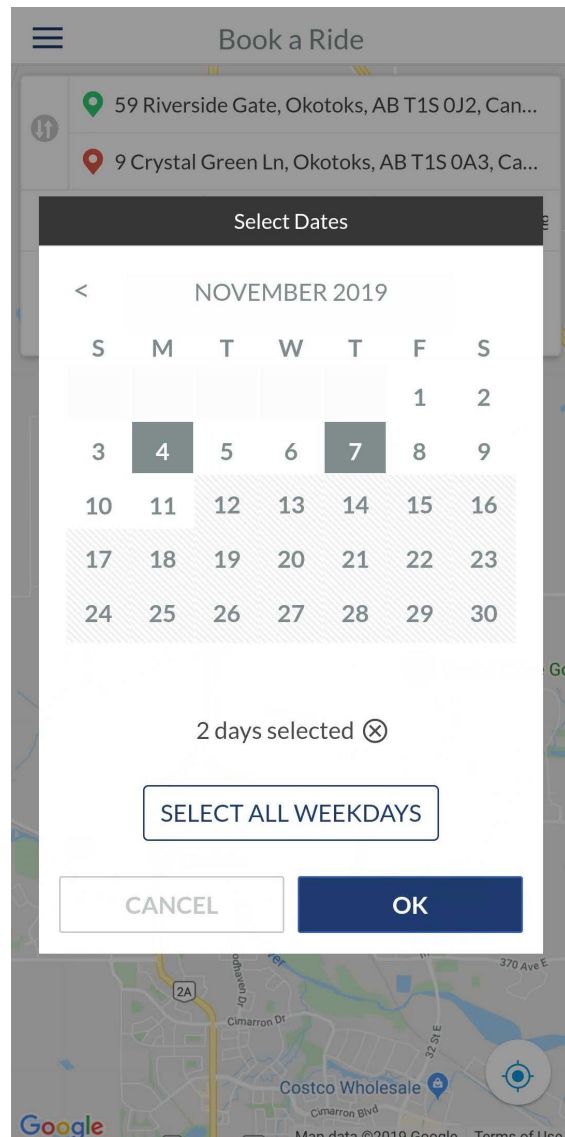 Book a Ride
59 Riverside Gate, Okotoks, AB T1S 0J2, Can...
9 Crystal Green Ln, Okotoks, AB T1S 0A3, Ca...
Select Dates
< NOVEMBER 2019
S M T W T F S
1 2
3 4 5 6 7 8 9
10 11 12 13 14 15 16
17 18 19 20 21 22 23
24 25 26 27 28 29 30
2 days selected
SELECT ALL WEEKDAYS
CANCEL OK
370 Ave E
2A
Cimarron Dr
32 St E
Costco Wholesale
Cimarron Blvd
Google
Map data ©2019 Google Terms of Use